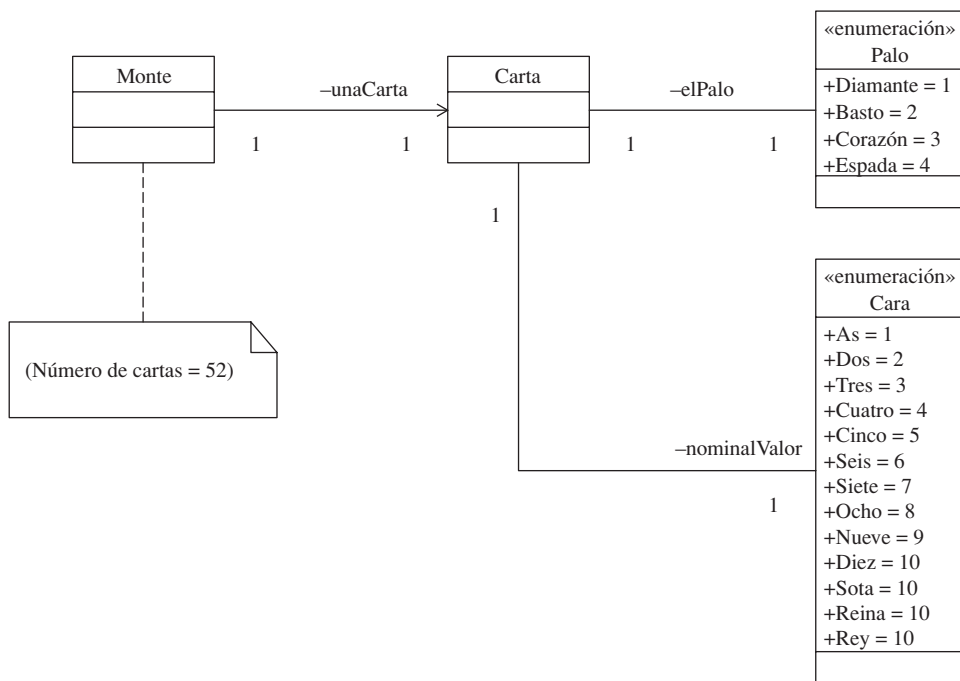 «enumeración»
Palo
+Diamante = 1
+Basto = 2
+Corazón = 3
+Espada = 4
Monte
–unaCarta
Carta
–elPalo
1
1
1
1
1
«enumeración»
Cara
+As = 1
+Dos = 2
+Tres = 3
+Cuatro = 4
+Cinco = 5
+Seis = 6
+Siete = 7
+Ocho = 8
+Nueve = 9
+Diez = 10
+Sota = 10
+Reina = 10
+Rey = 10
(Número de cartas = 52)
–nominalValor
1